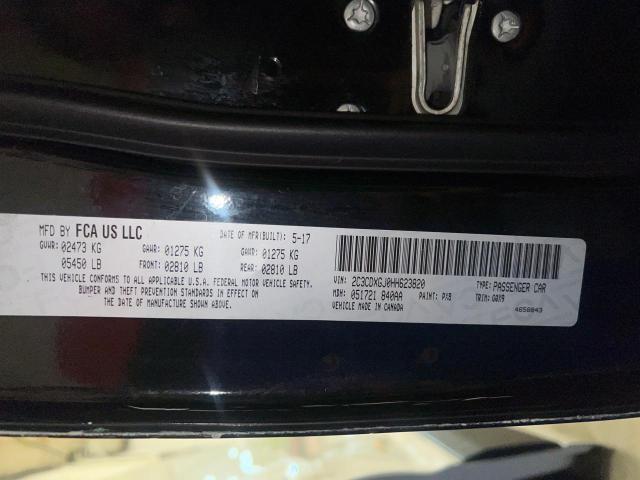 MFD BY FCA US LLC DATE OF MFR(BUILT): 5-17
GVWR: 02473 KG GAWR: 01275 KG GAWR: 01275 KG
05450 LB FRONT: 02810 LB REAR: 02810 LB
THIS VEHICLE CONFORMS TO ALL APPLICABLE U.S.A. FEDERAL MOTOR VEHICLE SAFETY,
BUMPER AND THEFT PREVENTION STANDARDS IN EFFECT ON
THE DATE OF MANUFACTURE SHOWN ABOVE.
VIN: 2C3CDXGJ0HH623820 TYPE: PASSENGER CAR
MDH: 051721 840AA PAINT: PX8 TRIM: GAX9
VEHICLE MADE IN CANADA 4658843